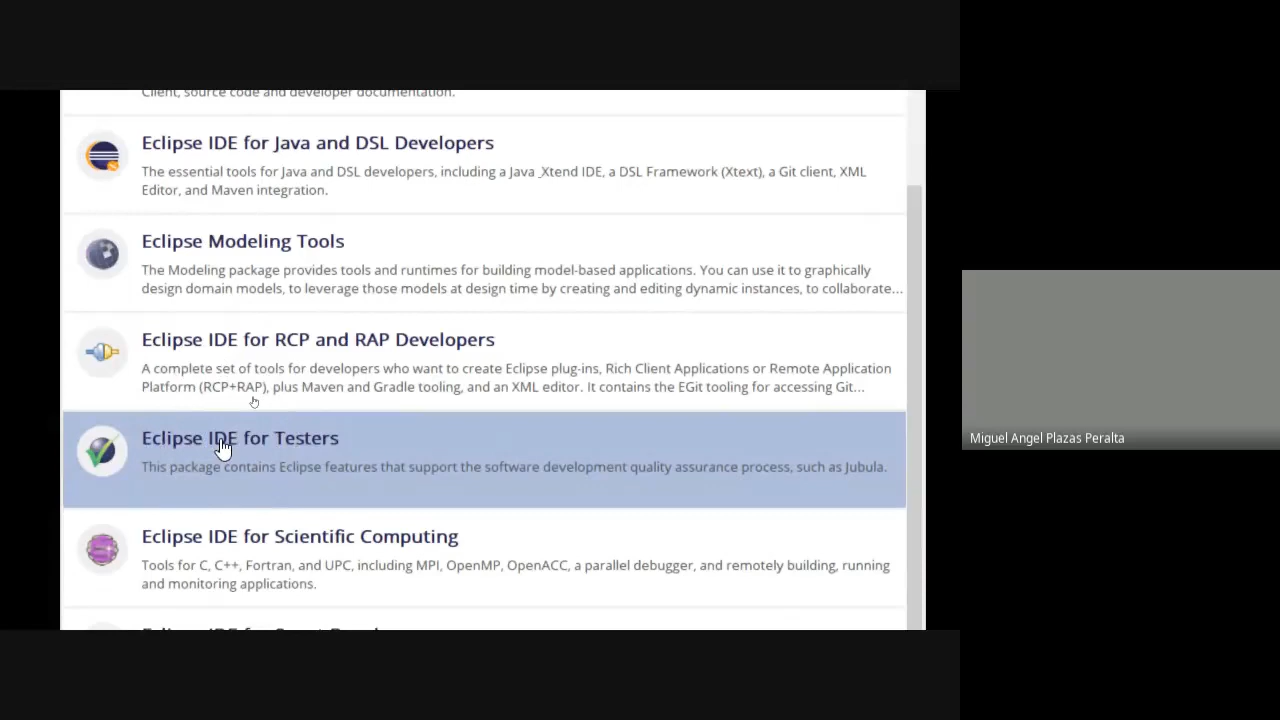 Client, source code and developer documentation.
Eclipse IDE for Java and DSL Developers
The essential tools for Java and DSL developers, including a Java _Xtend IDE, a DSL Framework (Xtext), a Git client, XML
Editor, and Maven integration.
Eclipse Modeling Tools
The Modeling package provides tools and runtimes for building model-based applications. You can use it to graphically
design domain models, to leverage those models at design time by creating and editing dynamic instances, to collaborate...
Eclipse IDE for RCP and RAP Developers
A complete set of tools for developers who want to create Eclipse plug-ins, Rich Client Applications or Remote Application
Platform (RCP+RAP), plus Maven and Gradle tooling, and an XML editor. It contains the EGit tooling for accessing Git...
Eclipse IDE for Testers
This package contains Eclipse features that support the software development quality assurance process, such as Jubula.
Eclipse IDE for Scientific Computing
Tools for C, C++, Fortran, and UPC, including MPI, OpenMP, OpenACC, a parallel debugger, and remotely building, running
and monitoring applications.
Miguel Angel Plazas Peralta